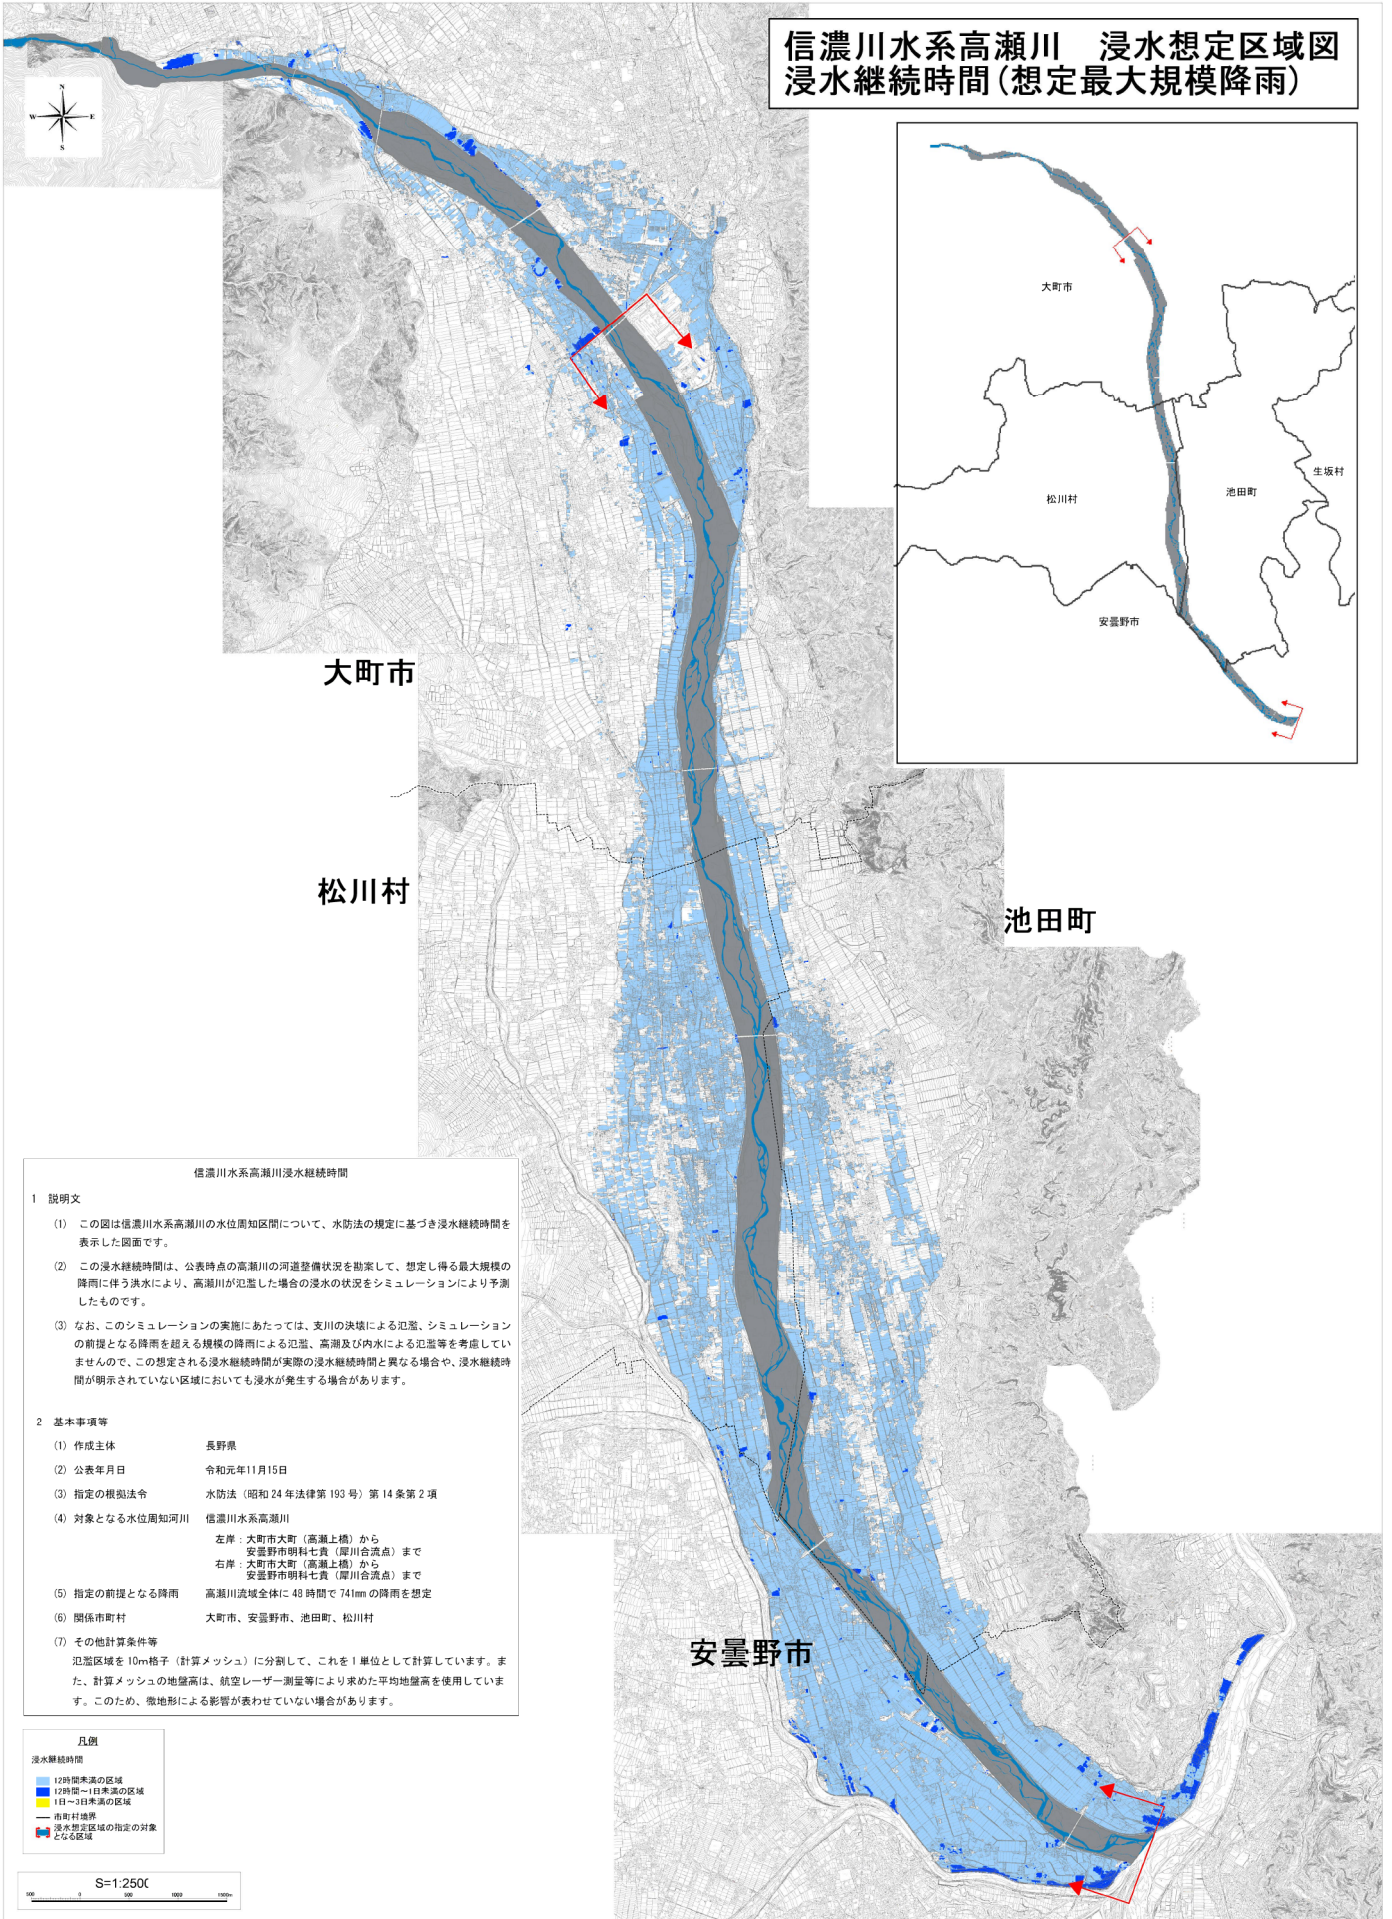 信濃川水系高瀬川　浸水想定区域図
浸水継続時間(想定最大規模降雨)
N
W
E
S
大町市
松川村
池田町
生坂村
安曇野市
大町市
松川村
池田町
安曇野市
信濃川水系高瀬川浸水継続時間
1 説明文
(1) この図は信濃川水系高瀬川の水位周知区間について、水防法の規定に基づき浸水継続時間を
表示した図面です。
(2) この浸水継続時間は、公表時点の高瀬川の河道整備状況を勘案して、想定し得る最大規模の
降雨に伴う洪水により、高瀬川が氾濫した場合の浸水の状況をシミュレーションにより予測
したものです。
(3) なお、このシミュレーションの実施にあたっては、支川の決壊による氾濫、シミュレーション
の前提となる降雨を超える規模の降雨による氾濫、高潮及び内水による氾濫等を考慮してい
ませんので、この想定される浸水継続時間が実際の浸水継続時間と異なる場合や、浸水継続時
間が明示されていない区域においても浸水が発生する場合があります。
2 基本事項等
(1) 作成主体 長野県
(2) 公表年月日 令和元年11月15日
(3) 指定の根拠法令 水防法（昭和 24 年法律第 193 号）第 14 条第 2 項
(4) 対象となる水位周知河川 信濃川水系高瀬川
左岸：大町市大町（高瀬上橋）から
安曇野市明科七貴（犀川合流点）まで
右岸：大町市大町（高瀬上橋）から
安曇野市明科七貴（犀川合流点）まで
(5) 指定の前提となる降雨 高瀬川流域全体に 48 時間で 741mm の降雨を想定
(6) 関係市町村 大町市、安曇野市、池田町、松川村
(7) その他計算条件等
氾濫区域を 10m格子（計算メッシュ）に分割して、これを 1 単位として計算しています。ま
た、計算メッシュの地盤高は、航空レーザー測量等により求めた平均地盤高を使用していま
す。このため、微地形による影響が表わせていない場合があります。
凡例
浸水継続時間
12時間未満の区域
12時間～1日未満の区域
1日～3日未満の区域
市町村境界
浸水想定区域の指定の対象
となる区域
S=1:2500
500 0 500 1000 1500m